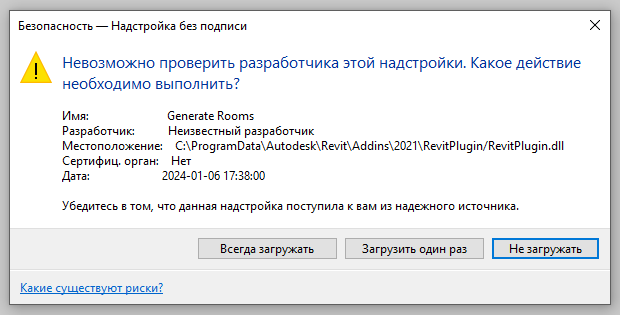 Безопасность — Надстройка без подписи
Невозможно проверить разработчика этой надстройки. Какое действие
необходимо выполнить?
Имя: Generate Rooms
Разработчик: Неизвестный разработчик
Местоположение: C:\ProgramData\Autodesk\Revit\Addins\2021\RevitPlugin/RevitPlugin.dll
Сертифиц. орган: Нет
Дата: 2024-01-06 17:38:00
Убедитесь в том, что данная надстройка поступила к вам из надежного источника.
Всегда загружать Загрузить один раз Не загружать
Какие существуют риски?